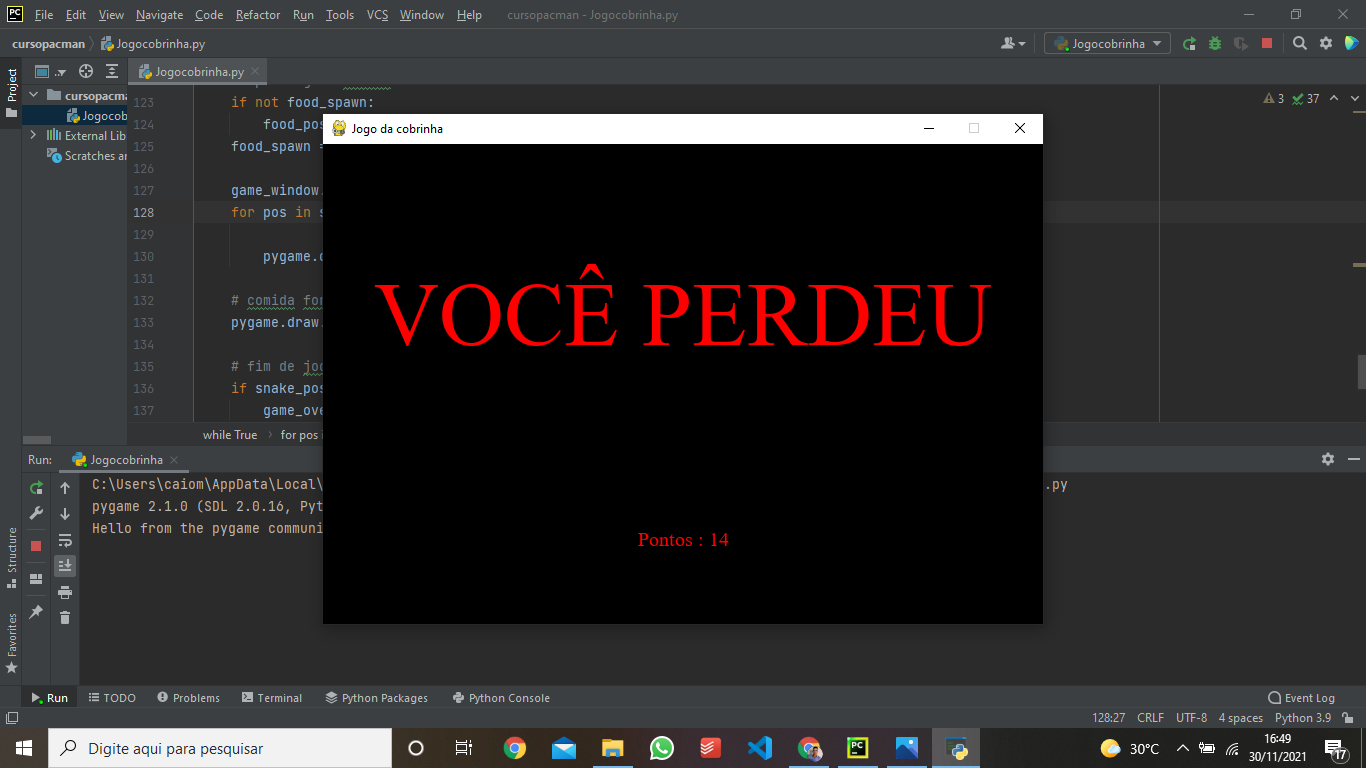 PC File Edit View Navigate Code Refactor Run Tools VCS Window Help cursopacman - Jogocobrinha.py
cursopacman Jogocobrinha.py Jogocobrinha
Project .. Jogocobrinha.py
cursopacma
Jogocob
External Lib
Scratches ar
123 if not food_spawn:
124 food_pos
125 food_spawn =
126
127 game_window.
128 for pos in s
129
130 pygame.d
131
132 # comida for
133 pygame.draw.
134
135 # fim de jog
136 if snake_pos
137 game_ove
3 37
Jogo da cobrinha
VOCÊ PERDEU
Pontos : 14
while True for pos i
Run: Jogocobrinha
C:\Users\caiom\AppData\Local\ .py
pygame 2.1.0 (SDL 2.0.16, Pyt
Hello from the pygame communi
Structure
Favorites
Run TODO Problems Terminal Python Packages Python Console Event Log
128:27 CRLF UTF-8 4 spaces Python 3.9
Digite aqui para pesquisar PC 30°C 16:49
30/11/2021 17